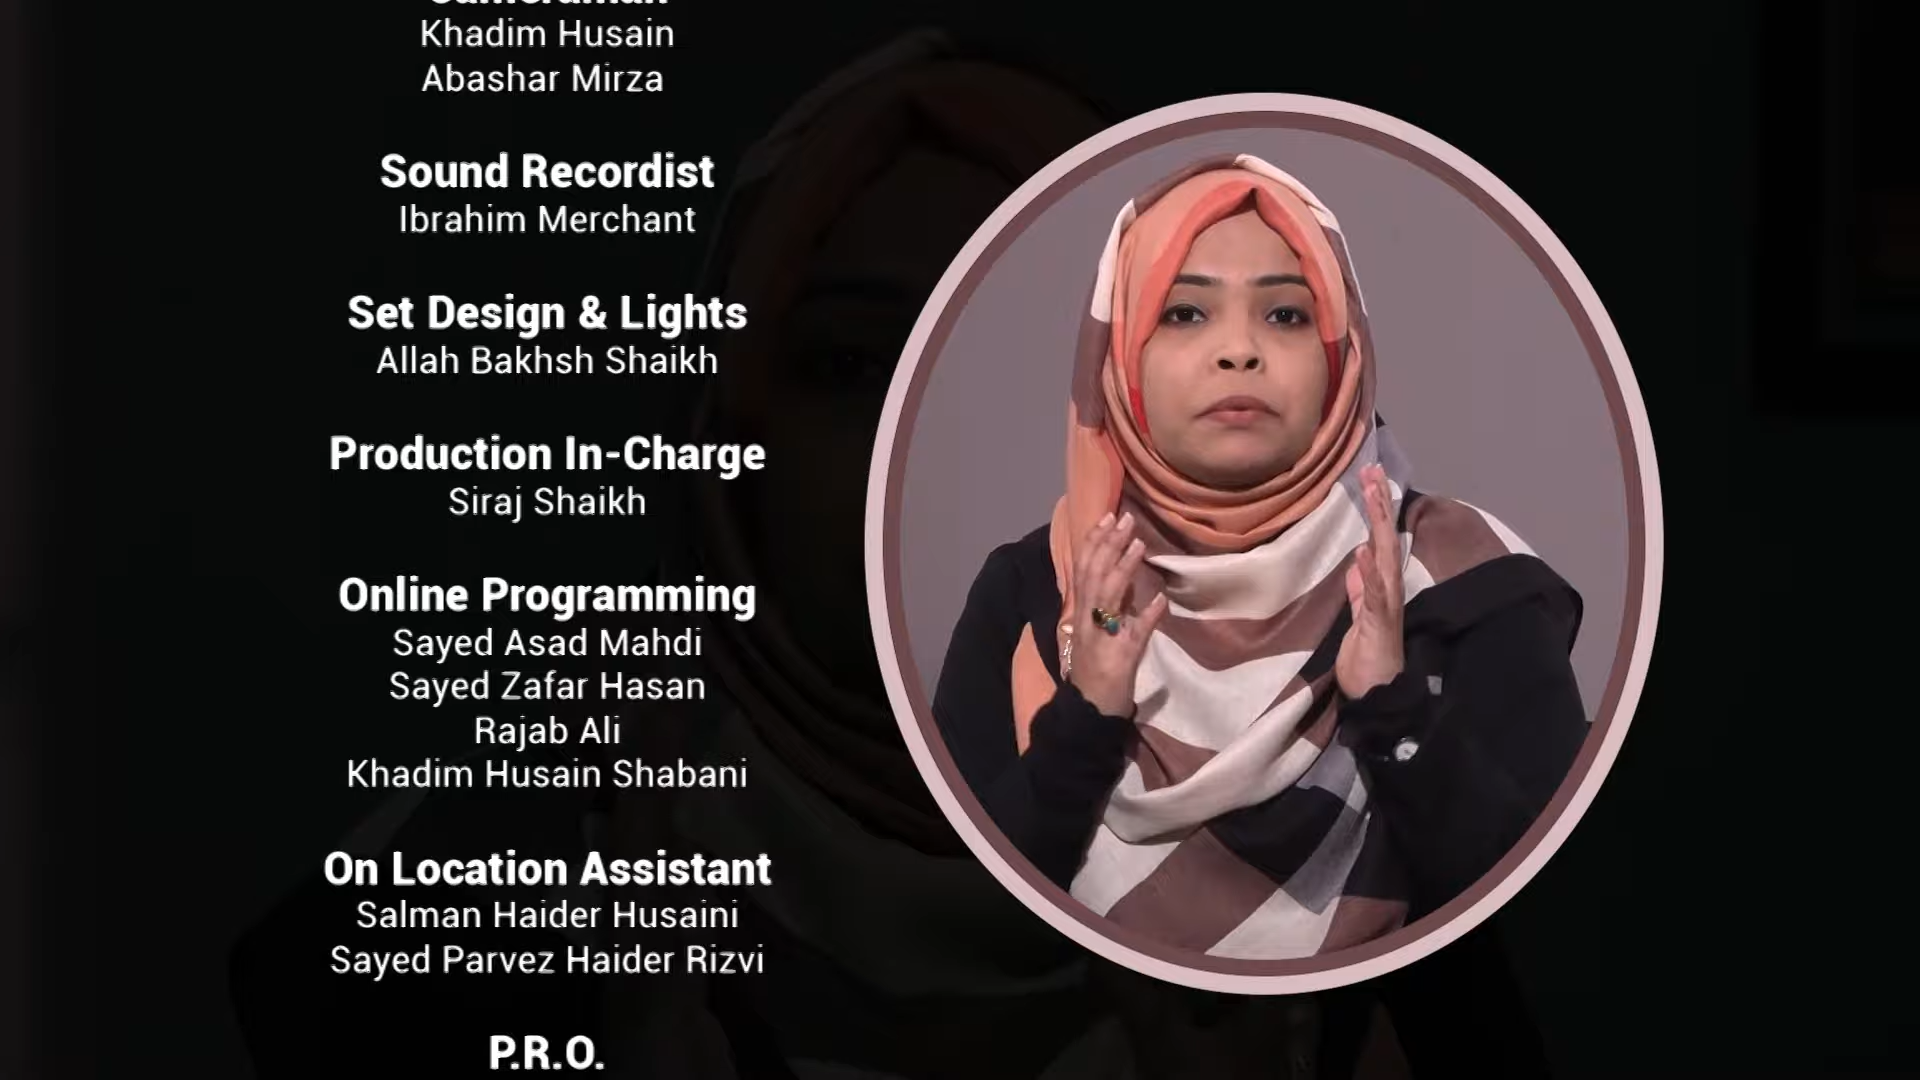 Cameraman
Khadim Husain
Abashar Mirza
Sound Recordist
Ibrahim Merchant
Set Design & Lights
Allah Bakhsh Shaikh
Production In-Charge
Siraj Shaikh
Online Programming
Sayed Asad Mahdi
Sayed Zafar Hasan
Rajab Ali
Khadim Husain Shabani
On Location Assistant
Salman Haider Husaini
Sayed Parvez Haider Rizvi
P.R.O.